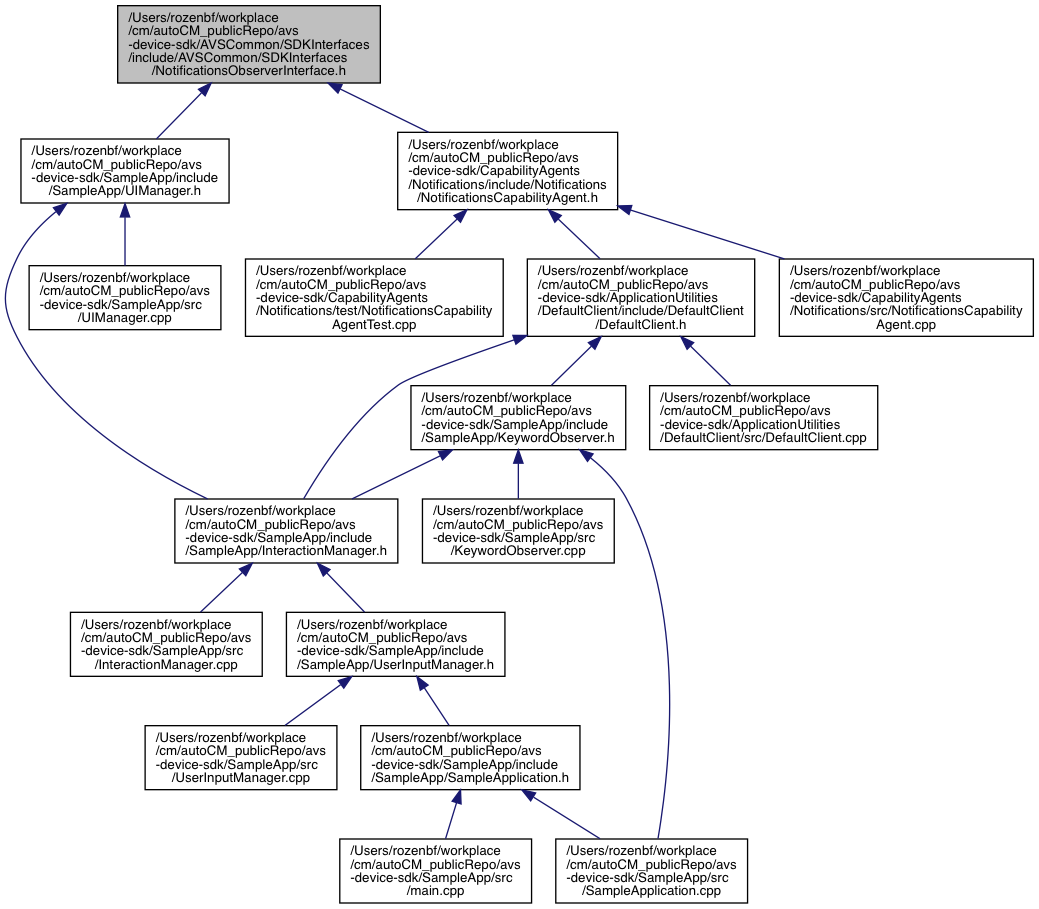 /Users/rozenbf/workplace
/cm/autoCM_publicRepo/avs
-device-sdk/AVSCommon/SDKInterfaces
/include/AVSCommon/SDKInterfaces
/NotificationsObserverInterface.h
/Users/rozenbf/workplace
/cm/autoCM_publicRepo/avs
-device-sdk/SampleApp/include
/SampleApp/UIManager.h
/Users/rozenbf/workplace
/cm/autoCM_publicRepo/avs
-device-sdk/CapabilityAgents
/Notifications/include/Notifications
/NotificationsCapabilityAgent.h
/Users/rozenbf/workplace
/cm/autoCM_publicRepo/avs
-device-sdk/SampleApp/src
/UIManager.cpp
/Users/rozenbf/workplace
/cm/autoCM_publicRepo/avs
-device-sdk/CapabilityAgents
/Notifications/test/NotificationsCapability
AgentTest.cpp
/Users/rozenbf/workplace
/cm/autoCM_publicRepo/avs
-device-sdk/ApplicationUtilities
/DefaultClient/include/DefaultClient
/DefaultClient.h
/Users/rozenbf/workplace
/cm/autoCM_publicRepo/avs
-device-sdk/CapabilityAgents
/Notifications/src/NotificationsCapability
Agent.cpp
/Users/rozenbf/workplace
/cm/autoCM_publicRepo/avs
-device-sdk/SampleApp/include
/SampleApp/KeywordObserver.h
/Users/rozenbf/workplace
/cm/autoCM_publicRepo/avs
-device-sdk/ApplicationUtilities
/DefaultClient/src/DefaultClient.cpp
/Users/rozenbf/workplace
/cm/autoCM_publicRepo/avs
-device-sdk/SampleApp/include
/SampleApp/InteractionManager.h
/Users/rozenbf/workplace
/cm/autoCM_publicRepo/avs
-device-sdk/SampleApp/src
/KeywordObserver.cpp
/Users/rozenbf/workplace
/cm/autoCM_publicRepo/avs
-device-sdk/SampleApp/src
/InteractionManager.cpp
/Users/rozenbf/workplace
/cm/autoCM_publicRepo/avs
-device-sdk/SampleApp/include
/SampleApp/UserInputManager.h
/Users/rozenbf/workplace
/cm/autoCM_publicRepo/avs
-device-sdk/SampleApp/src
/UserInputManager.cpp
/Users/rozenbf/workplace
/cm/autoCM_publicRepo/avs
-device-sdk/SampleApp/include
/SampleApp/SampleApplication.h
/Users/rozenbf/workplace
/cm/autoCM_publicRepo/avs
-device-sdk/SampleApp/src
/main.cpp
/Users/rozenbf/workplace
/cm/autoCM_publicRepo/avs
-device-sdk/SampleApp/src
/SampleApplication.cpp